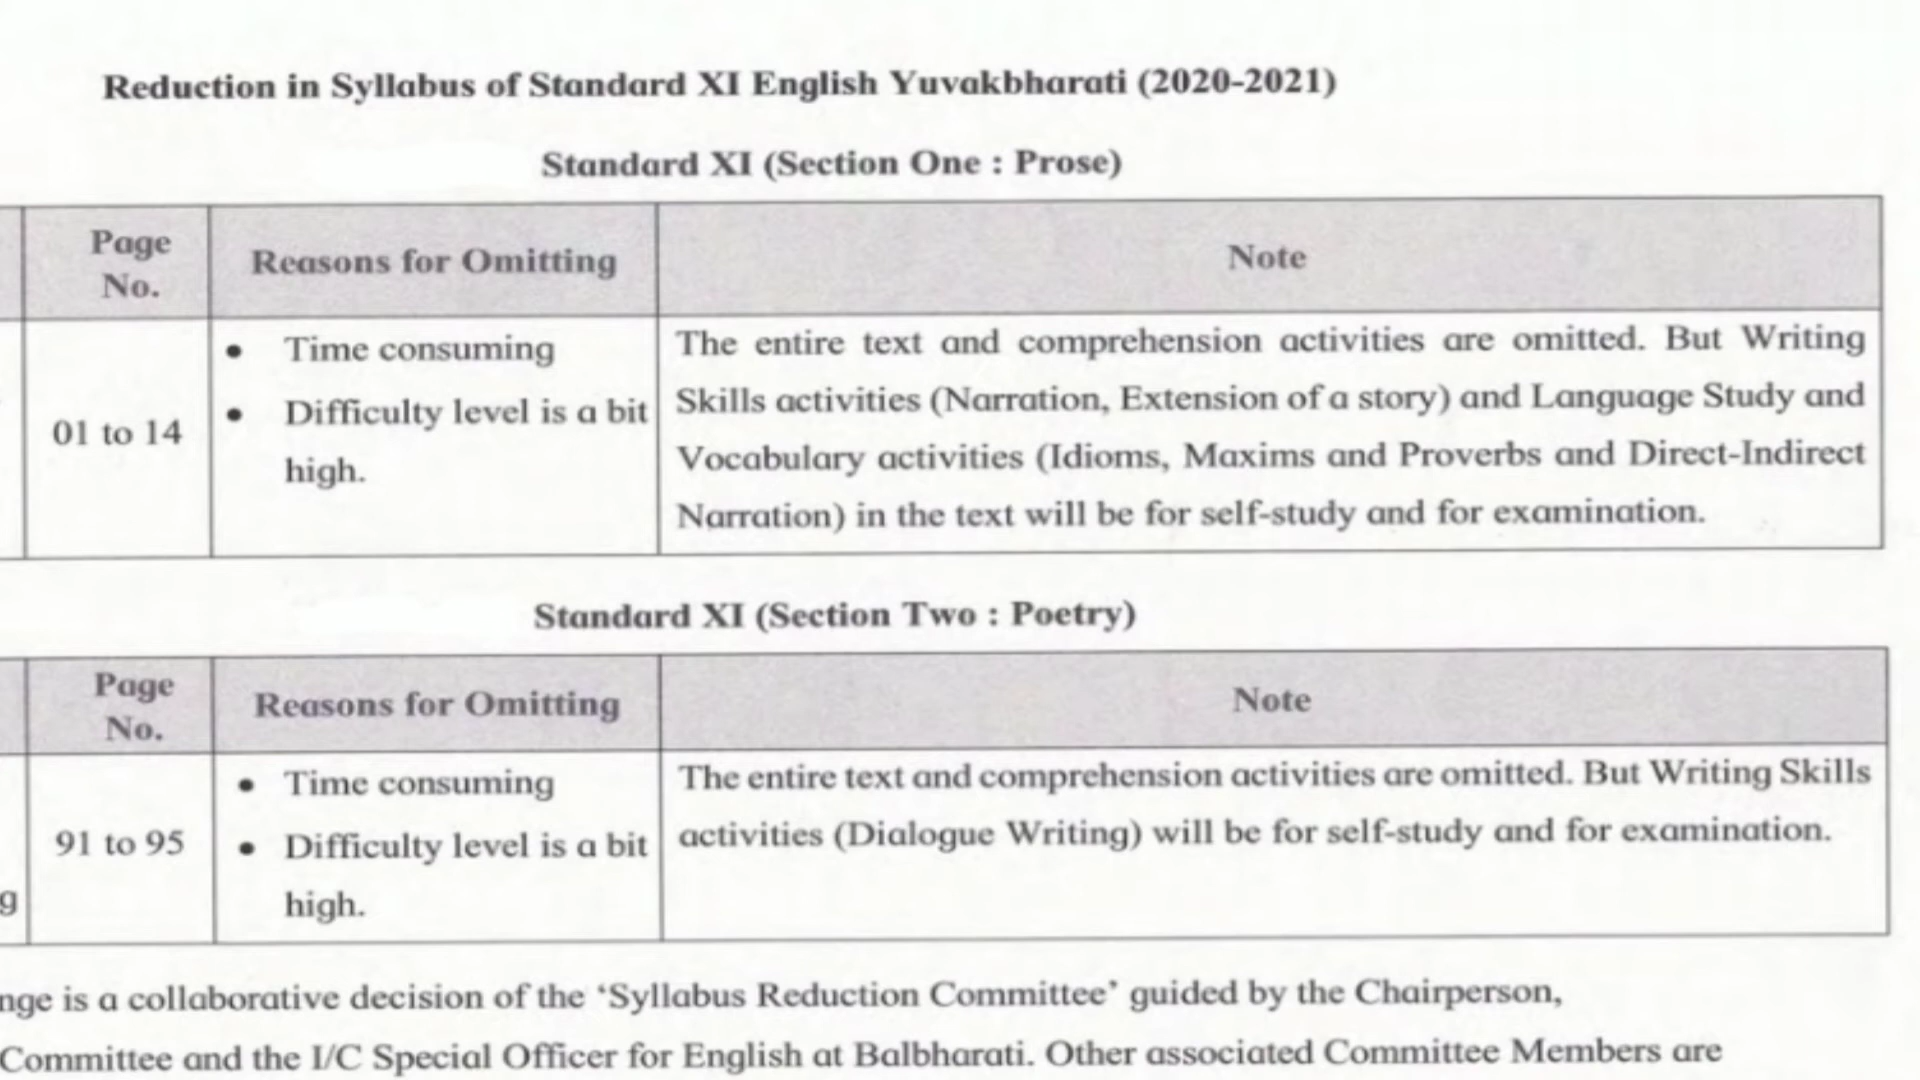 Reduction in Syllabus of Standard XI English Yuvakbharati (2020-2021)
Standard XI (Section One : Prose)
Page
No.
Reasons for Omitting
Note
01 to 14
• Time consuming
• Difficulty level is a bit
high.
The entire text and comprehension activities are omitted. But Writing
Skills activities (Narration, Extension of a story) and Language Study and
Vocabulary activities (Idioms, Maxims and Proverbs and Direct-Indirect
Narration) in the text will be for self-study and for examination.
Standard XI (Section Two : Poetry)
Page
No.
Reasons for Omitting
Note
g
91 to 95
• Time consuming
• Difficulty level is a bit
high.
The entire text and comprehension activities are omitted. But Writing Skills
activities (Dialogue Writing) will be for self-study and for examination.
nge is a collaborative decision of the ‘Syllabus Reduction Committee’ guided by the Chairperson,
Committee and the I/C Special Officer for English at Balbharati. Other associated Committee Members are